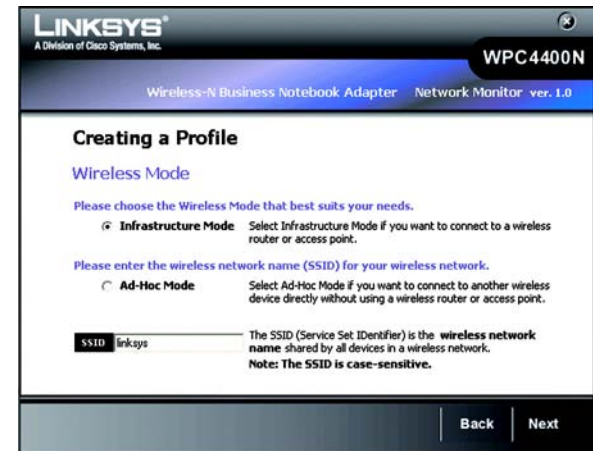 LINKSYS®
A Division of Cisco Systems, Inc.
WPC4400N
Wireless-N Business Notebook Adapter Network Monitor ver. 1.0
Creating a Profile
Wireless Mode
Please choose the Wireless Mode that best suits your needs.
Infrastructure Mode Select Infrastructure Mode if you want to connect to a wireless
router or access point.
Please enter the wireless network name (SSID) for your wireless network.
Ad-Hoc Mode Select Ad-Hoc Mode if you want to connect to another wireless
device directly without using a wireless router or access point.
SSID linksys The SSID (Service Set IDentifier) is the wireless network
name shared by all devices in a wireless network.
Note: The SSID is case-sensitive.
Back Next